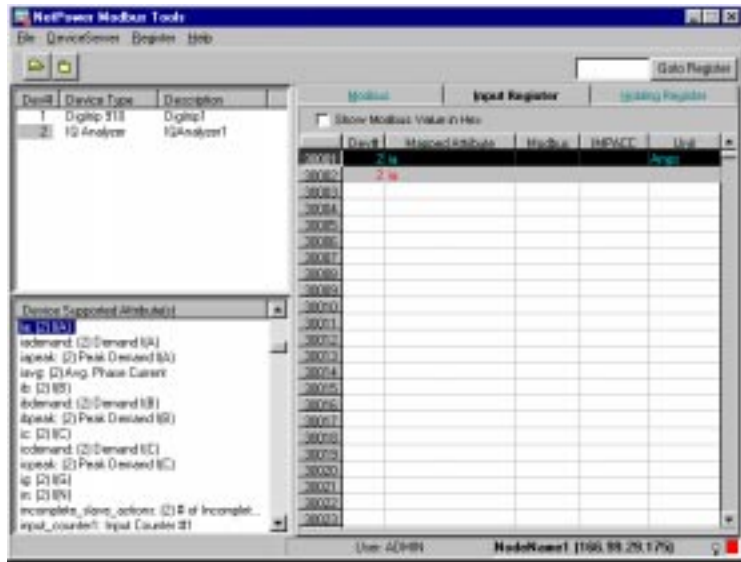 NetPower Modbus Tools
File DeviceServer Register Help
Goto Register
Dev# Device Type Description
1 Digitrip 910 Digitrip1
2 IQ Analyzer IQAnalyzer1
Modbus Input Register Holding Register
Show Modbus Value in Hex
Dev# Mapped Attribute Modbus IMPACC Unit
30001 2 ia Amps
30002 2 ia
30003
30004
30005
30006
30007
30008
30009
30010
30011
30012
30013
30014
30015
30016
30017
30018
30019
30020
30021
30022
30023
Device Supported Attribute(s)
ia: (2) I(A)
iademand: (2) Demand I(A)
iapeak: (2) Peak Demand I(A)
iavg: (2) Avg. Phase Current
ib: (2) I(B)
ibdemand: (2) Demand I(B)
ibpeak: (2) Peak Demand I(B)
ic: (2) I(C)
icdemand: (2) Demand I(C)
icpeak: (2) Peak Demand I(C)
ig: (2) I(G)
in: (2) I(N)
incomplete_slave_actions: (2) # of Incomplet...
input_counter1: Input Counter #1
User: ADMIN NodeName1 (166.99.29.175)